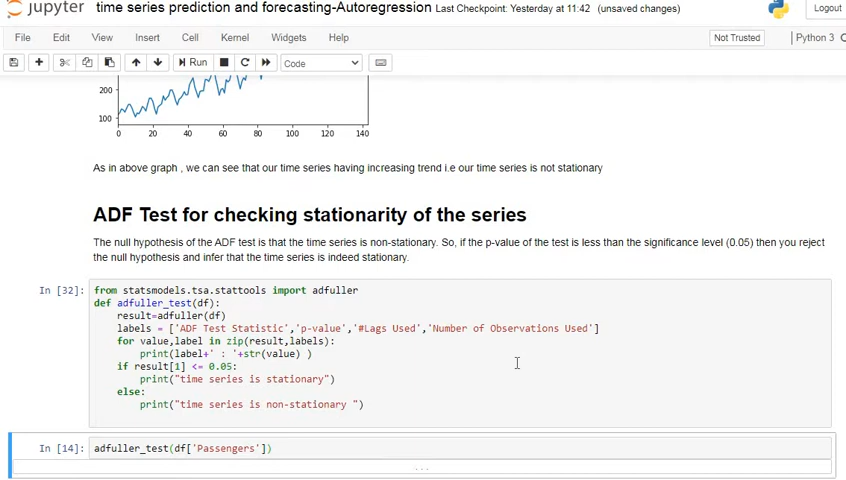 jupyter time series prediction and forecasting-Autoregression Last Checkpoint: Yesterday at 11:42 (unsaved changes) Logout
File Edit View Insert Cell Kernel Widgets Help Not Trusted Python 3
Run Code
200
100
0 20 40 60 80 100 120 140
As in above graph , we can see that our time series having increasing trend i.e our time series is not stationary
ADF Test for checking stationarity of the series
The null hypothesis of the ADF test is that the time series is non-stationary. So, if the p-value of the test is less than the significance level (0.05) then you reject
the null hypothesis and infer that the time series is indeed stationary.
In [32]: from statsmodels.tsa.stattools import adfuller
def adfuller_test(df):
result=adfuller(df)
labels = ['ADF Test Statistic','p-value','#Lags Used','Number of Observations Used']
for value,label in zip(result,labels):
print(label+' : '+str(value) )
if result[1] <= 0.05:
print("time series is stationary")
else:
print("time series is non-stationary ")
In [14]: adfuller_test(df['Passengers'])
...